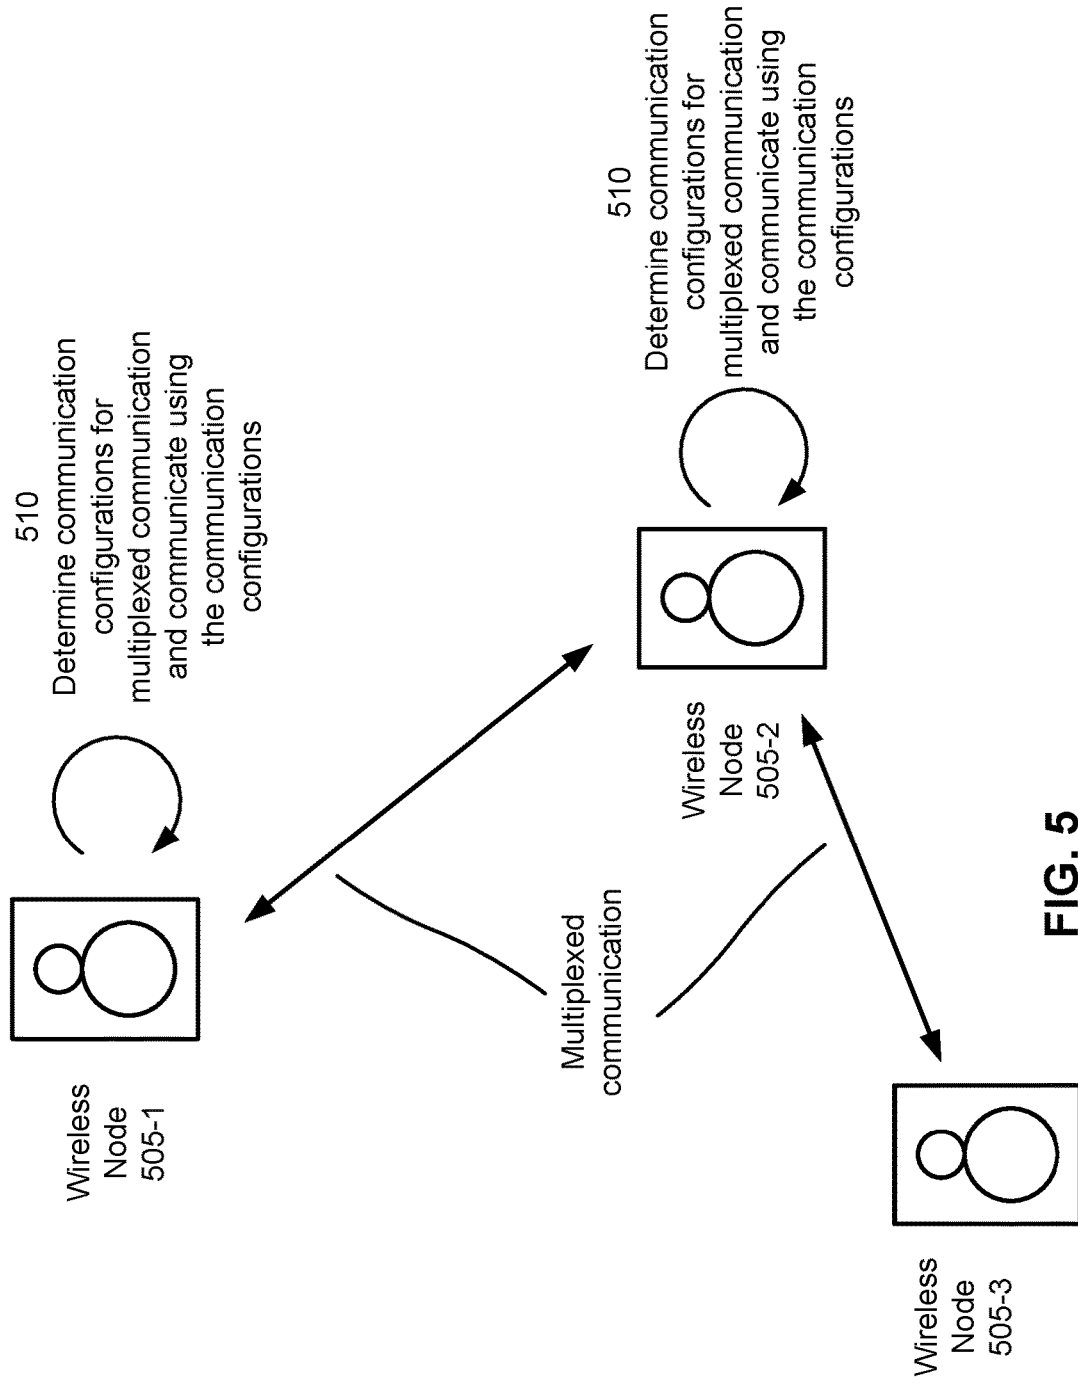 510
Determine communication
configurations for
multiplexed communication
and communicate using
the communication
configurations
Wireless
Node
505-1
510
Determine communication
configurations for
multiplexed communication
and communicate using
the communication
configurations
Multiplexed
communication
Wireless
Node
505-2
Wireless
Node
505-3
FIG. 5